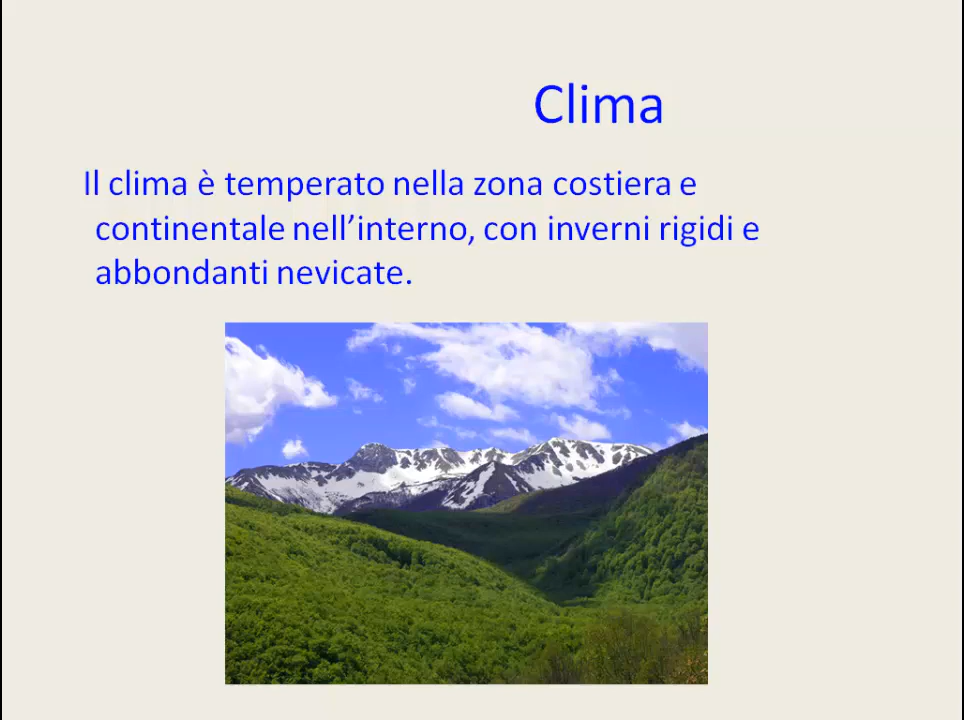 Clima
Il clima è temperato nella zona costiera e
continentale nell’interno, con inverni rigidi e
abbondanti nevicate.